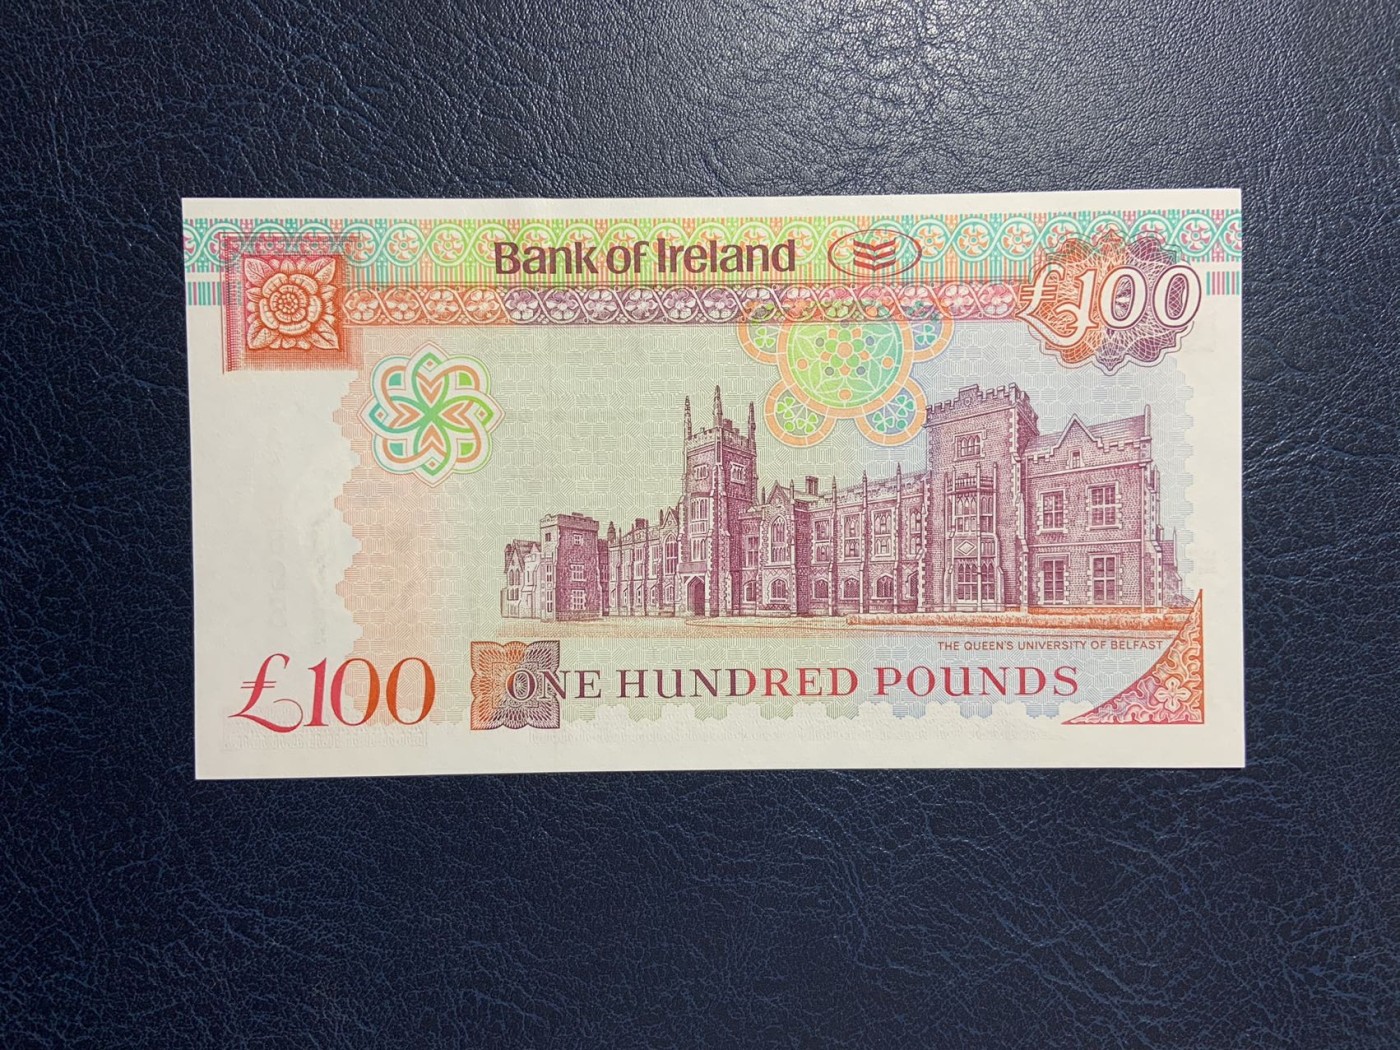 Bank of Ireland
£100
THE QUEEN'S UNIVERSITY OF BELFAST
£100
ONE HUNDRED POUNDS